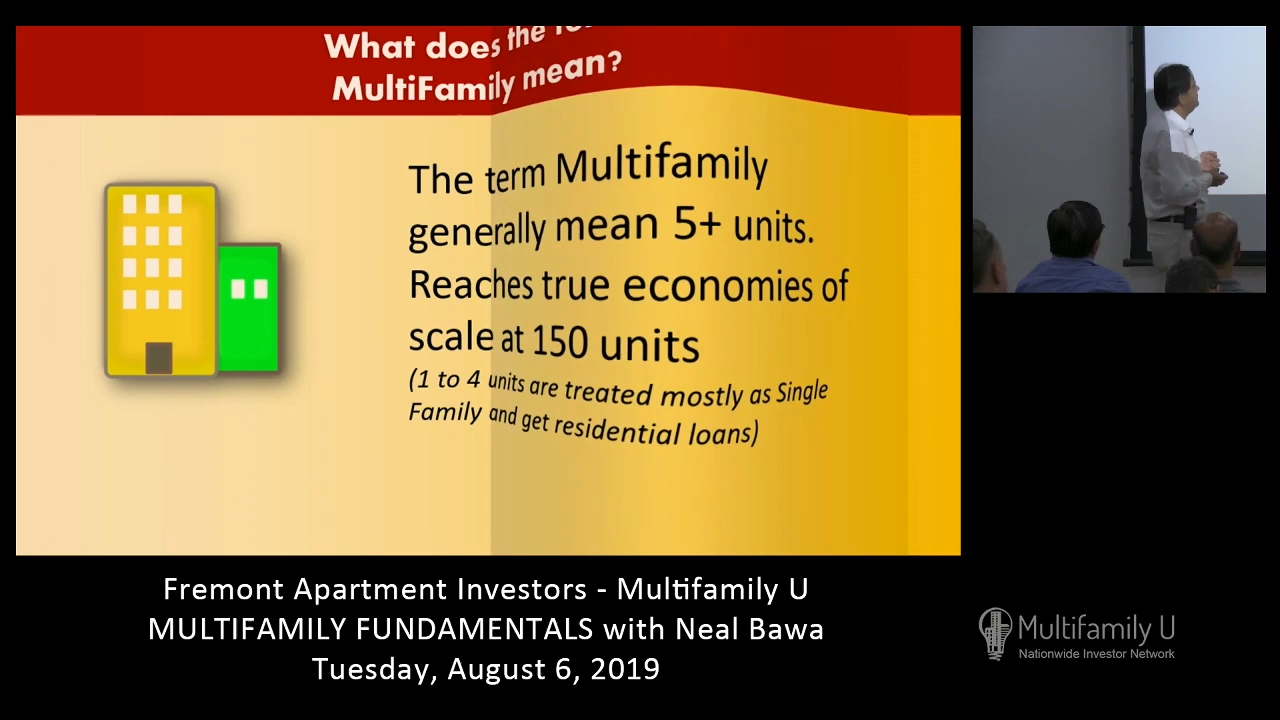 What does the
MultiFamily mean?
The term Multifamily
generally mean 5+ units.
Reaches true economies of
scale at 150 units
(1 to 4 units are treated mostly as Single
Family and get residential loans)
Fremont Apartment Investors - Multifamily U
MULTIFAMILY FUNDAMENTALS with Neal Bawa
Tuesday, August 6, 2019
Multifamily U
Nationwide Investor Network